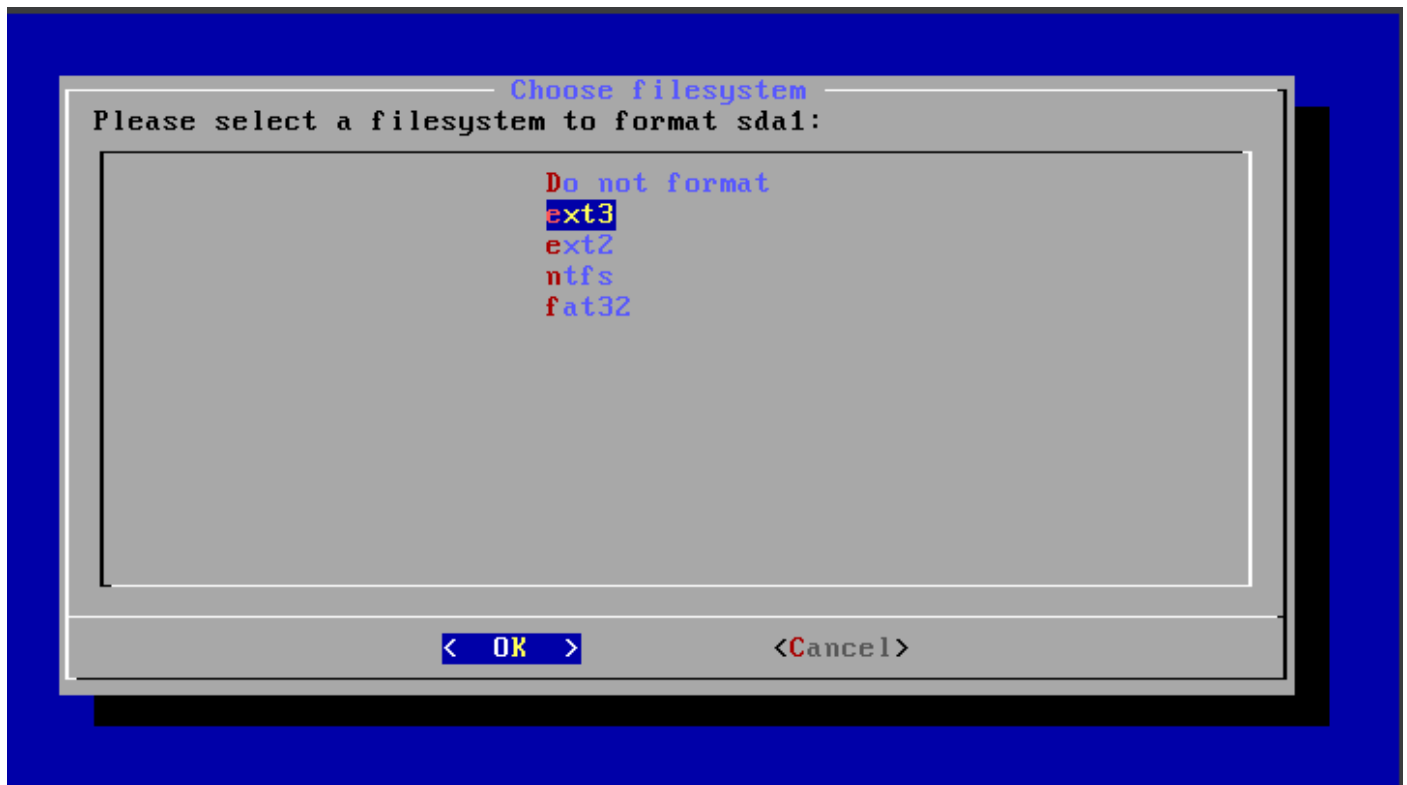 Choose filesystem
Please select a filesystem to format sda1:
Do not format
ext3
ext2
ntfs
fat32
< OK > <Cancel>